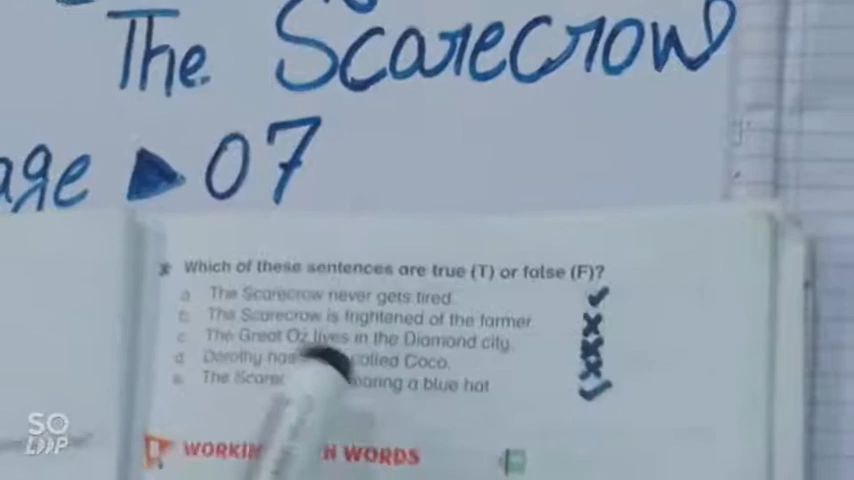 The Scarecrow
age ▶ 07
* Which of these sentences are true (T) or false (F)?
a The Scarecrow never gets tired.
b The Scarecrow is frightened of the farmer.
c The Great Oz lives in the Diamond city.
d Dorothy has called Coco.
e The a blue hat
WORDS
SO
LOOP